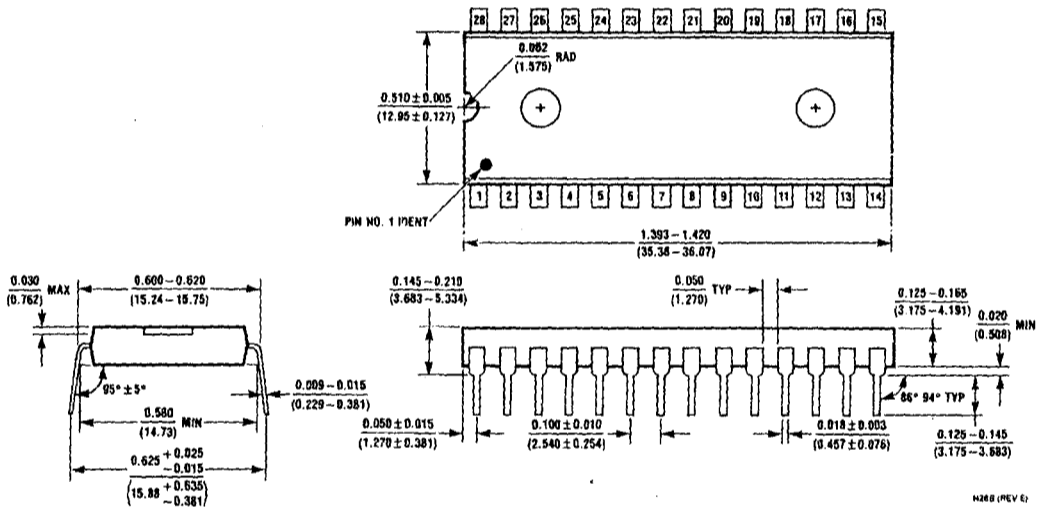 28 27 26 25 24 23 22 21 20 19 18 17 16 15
0.062
(1.575)
RAD
0.510 ± 0.005
(12.95 ± 0.127)
PIN NO. 1 IDENT
1 2 3 4 5 6 7 8 9 10 11 12 13 14
1.393 – 1.420
(35.38 – 36.07)
0.030
(0.762)
MAX
0.600 – 0.620
(15.24 – 15.75)
0.145 – 0.210
(3.683 – 5.334)
0.050
(1.270)
TYP
0.125 – 0.165
(3.175 – 4.191)
0.020
(0.508)
MIN
95° ± 5°
0.009 – 0.015
(0.229 – 0.381)
86° 94° TYP
0.580
(14.73)
MIN
0.050 ± 0.015
(1.270 ± 0.381)
0.100 ± 0.010
(2.540 ± 0.254)
0.018 ± 0.003
(0.457 ± 0.076)
0.125 – 0.145
(3.175 – 3.683)
0.625 + 0.025
– 0.015
(15.88 + 0.635
– 0.381)
N28B (REV E)